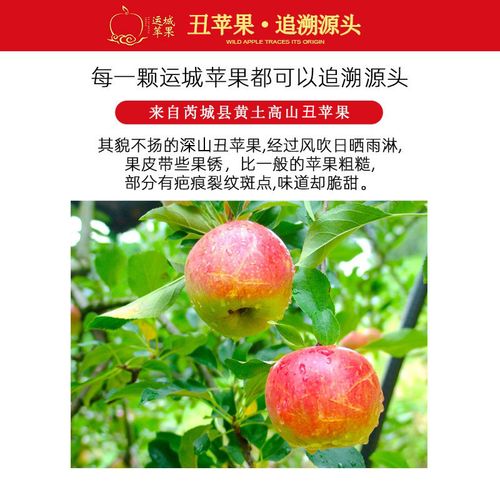 运城
苹果
丑苹果·追溯源头
WILD APPLE TRACES ITS ORIGIN
每一颗运城苹果都可以追溯源头
来自芮城县黄土高山丑苹果
其貌不扬的深山丑苹果,经过风吹日晒雨淋,
果皮带些果锈，比一般的苹果粗糙,
部分有疤痕裂纹斑点,味道却脆甜。